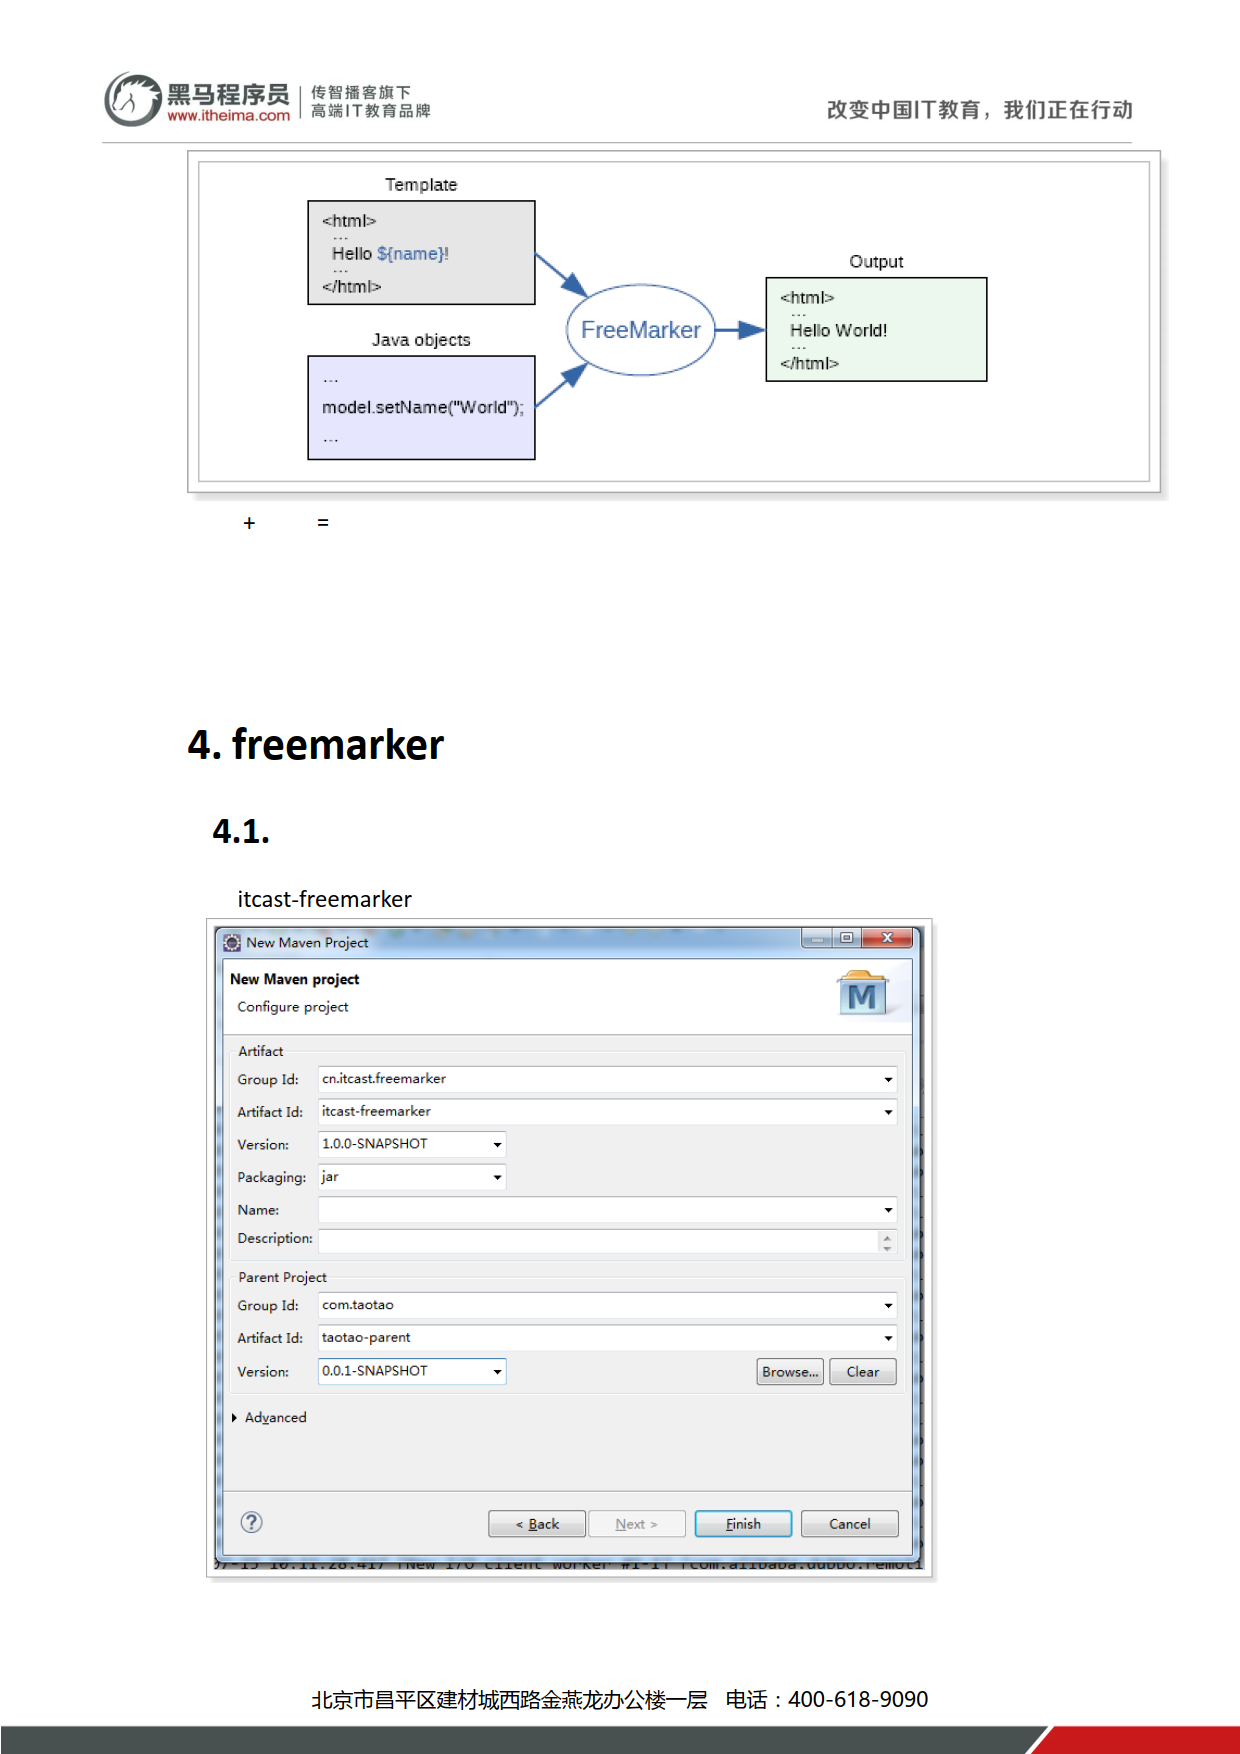 黑马程序员
www.itheima.com
传智播客旗下
高端IT教育品牌
改变中国IT教育，我们正在行动
Template
<html>
...
Hello ${name}!
...
</html>
Java objects
...
model.setName("World");
...
FreeMarker
Output
<html>
...
Hello World!
...
</html>
+ =
4. freemarker
4.1.
itcast-freemarker
New Maven Project
New Maven project
Configure project
M
Artifact
Group Id: cn.itcast.freemarker
Artifact Id: itcast-freemarker
Version: 1.0.0-SNAPSHOT
Packaging: jar
Name:
Description:
Parent Project
Group Id: com.taotao
Artifact Id: taotao-parent
Version: 0.0.1-SNAPSHOT
Browse... Clear
Advanced
? < Back Next > Finish Cancel
北京市昌平区建材城西路金燕龙办公楼一层 电话：400-618-9090